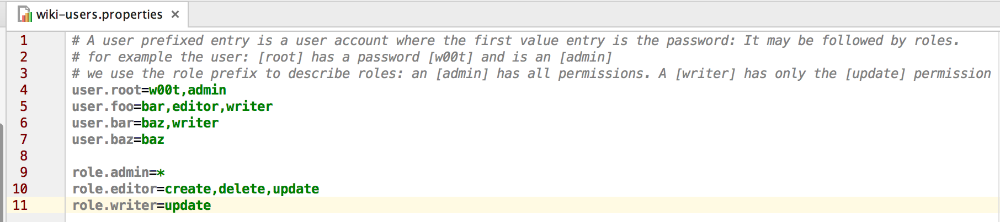 wiki-users.properties ×
1 # A user prefixed entry is a user account where the first value entry is the password: It may be followed by roles.
2 # for example the user: [root] has a password [w00t] and is an [admin]
3 # we use the role prefix to describe roles: an [admin] has all permissions. A [writer] has only the [update] permission
4 user.root=w00t,admin
5 user.foo=bar,editor,writer
6 user.bar=baz,writer
7 user.baz=baz
8
9 role.admin=*
10 role.editor=create,delete,update
11 role.writer=update